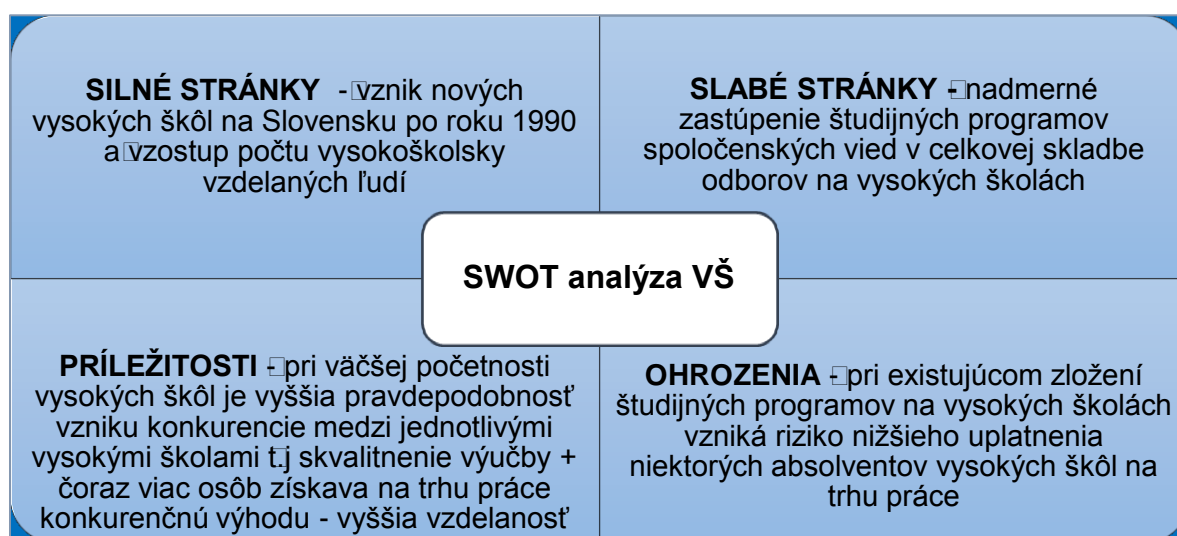 SILNÉ STRÁNKY - vznik nových
vysokých škôl na Slovensku po roku 1990
a vzostup počtu vysokoškolsky
vzdelaných ľudí
SLABÉ STRÁNKY - nadmerné
zastúpenie študijných programov
spoločenských vied v celkovej skladbe
odborov na vysokých školách
SWOT analýza VŠ
PRÍLEŽITOSTI - pri väčšej početnosti
vysokých škôl je vyššia pravdepodobnosť
vzniku konkurencie medzi jednotlivými
vysokými školami t.j skvalitnenie výučby +
čoraz viac osôb získava na trhu práce
konkurenčnú výhodu - vyššia vzdelanosť
OHROZENIA - pri existujúcom zložení
študijných programov na vysokých školách
vzniká riziko nižšieho uplatnenia
niektorých absolventov vysokých škôl na
trhu práce